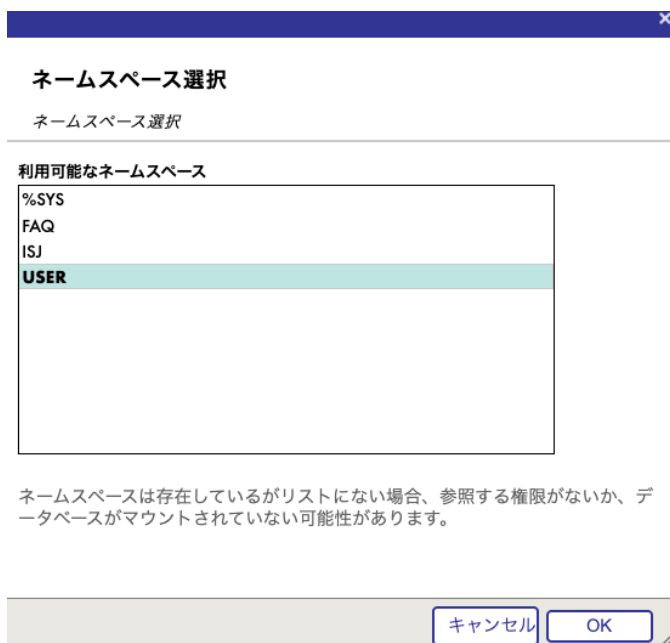 ×
ネームスペース選択
ネームスペース選択
利用可能なネームスペース
%SYS
FAQ
ISJ
USER
ネームスペースは存在しているがリストにない場合、参照する権限がないか、デ
ータベースがマウントされていない可能性があります。
キャンセル OK